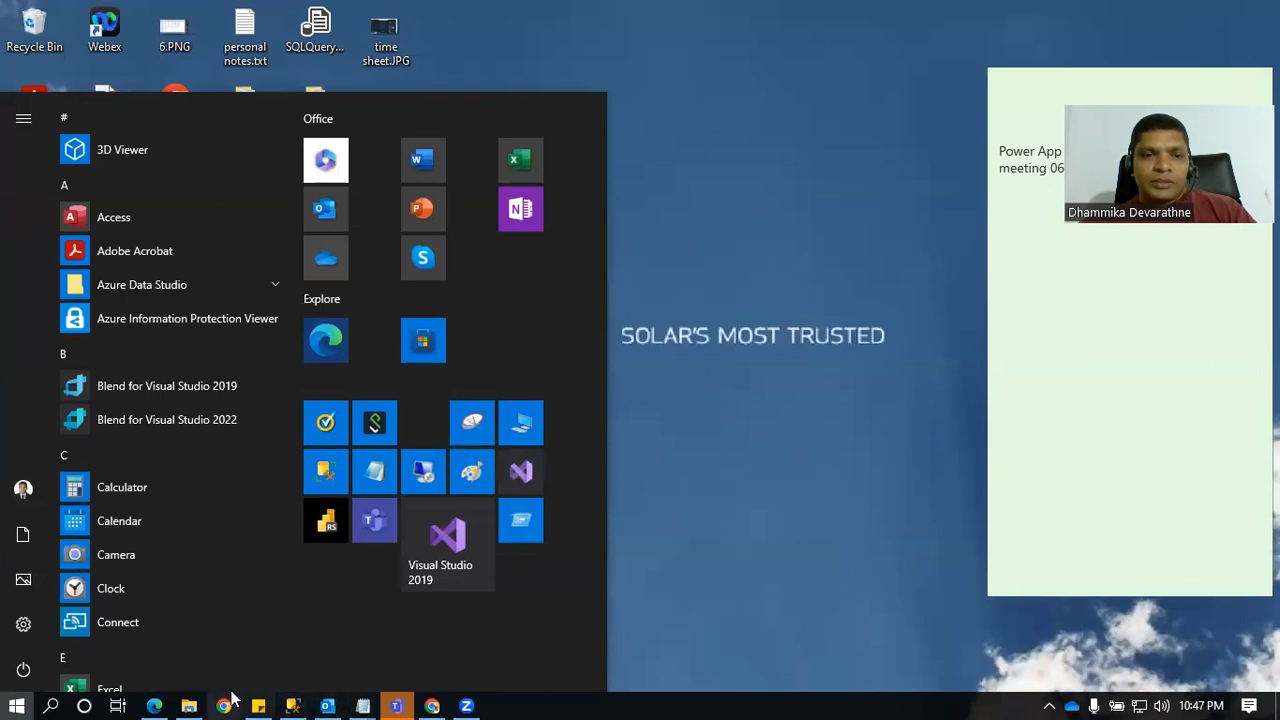 Recycle Bin
Webex
6.PNG
personal
notes.txt
SQLQuery...
time
sheet.JPG
#
3D Viewer
A
Access
Adobe Acrobat
Azure Data Studio
Azure Information Protection Viewer
B
Blend for Visual Studio 2019
Blend for Visual Studio 2022
C
Calculator
Calendar
Camera
Clock
Connect
E
Excel
Office
Explore
Visual Studio
2019
SOLAR'S MOST TRUSTED
Power App
meeting 06
Dhammika Devarathne
10:47 PM